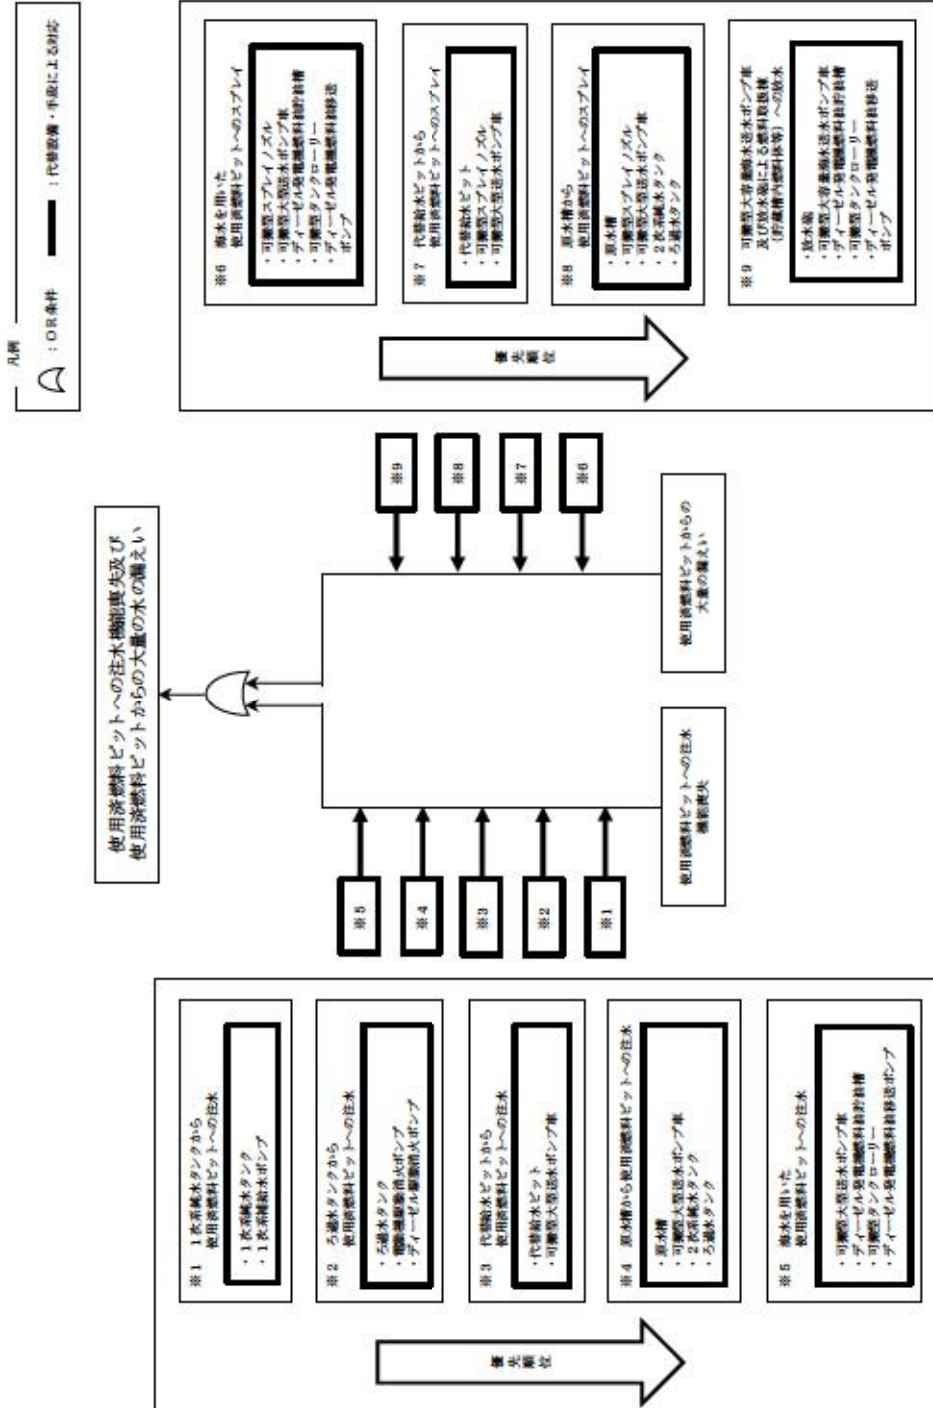 凡例
：OR条件
：代替設備・手段による対応
使用済燃料ピットへの注水機能喪失及び
使用済燃料ピットからの大量の水の漏えい
※5
※4
※3
※2
※1
※9
※8
※7
※6
使用済燃料ピットへの注水
機能喪失
使用済燃料ピットからの
大量の漏えい
※1 1次系純水タンクから
使用済燃料ピットへの注水
・1次系純水タンク
・1次系補給水ポンプ
※2 ろ過水タンクから
使用済燃料ピットへの注水
・ろ過水タンク
・電動機駆動消火ポンプ
・ディーゼル駆動消火ポンプ
※3 代替給水ピットから
使用済燃料ピットへの注水
・代替給水ピット
・可搬型大型送水ポンプ車
※4 原水槽から使用済燃料ピットへの注水
・原水槽
・可搬型大型送水ポンプ車
・2次系純水タンク
・ろ過水タンク
※5 海水を用いた
使用済燃料ピットへの注水
・可搬型大型送水ポンプ車
・ディーゼル発電機燃料油貯油槽
・可搬型タンクローリー
・ディーゼル発電機燃料油移送ポンプ
優先順位
※6 海水を用いた
使用済燃料ピットへのスプレイ
・可搬型スプレイノズル
・可搬型大型送水ポンプ車
・ディーゼル発電機燃料油貯油槽
・可搬型タンクローリー
・ディーゼル発電機燃料油移送
ポンプ
※7 代替給水ピットから
使用済燃料ピットへのスプレイ
・代替給水ピット
・可搬型スプレイノズル
・可搬型大型送水ポンプ車
※8 原水槽から
使用済燃料ピットへのスプレイ
・原水槽
・可搬型スプレイノズル
・可搬型大型送水ポンプ車
・2次系純水タンク
・ろ過水タンク
※9 可搬型大容量海水送水ポンプ車
及び放水砲による燃料取扱棟
（貯蔵槽内燃料体等）への放水
・放水砲
・可搬型大容量海水送水ポンプ車
・ディーゼル発電機燃料油貯油槽
・可搬型タンクローリー
・ディーゼル発電機燃料油移送
ポンプ
優先順位